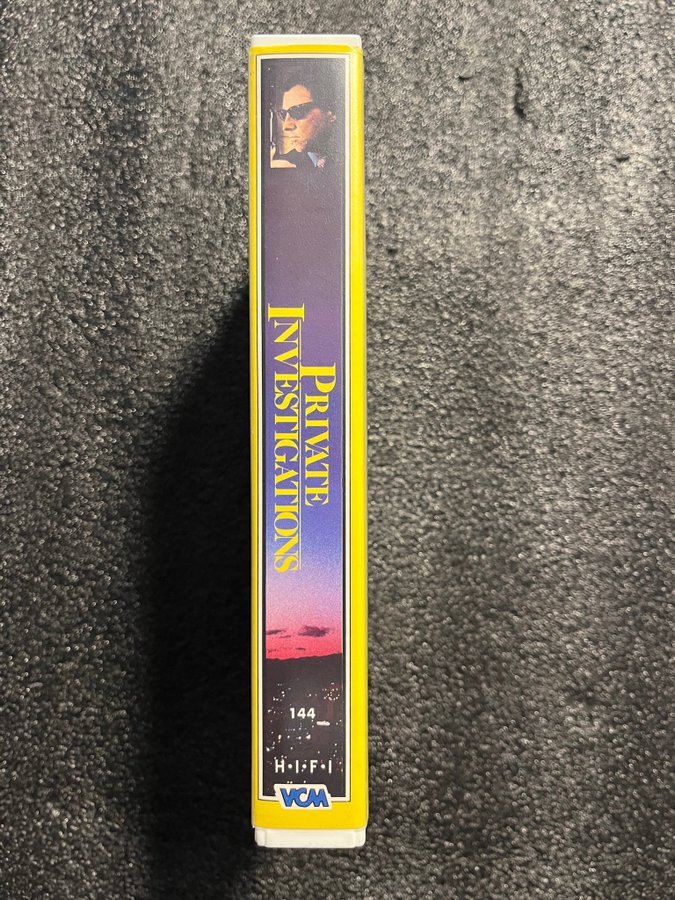 PRIVATE
INVESTIGATIONS
144
H·I·F·I
VCM